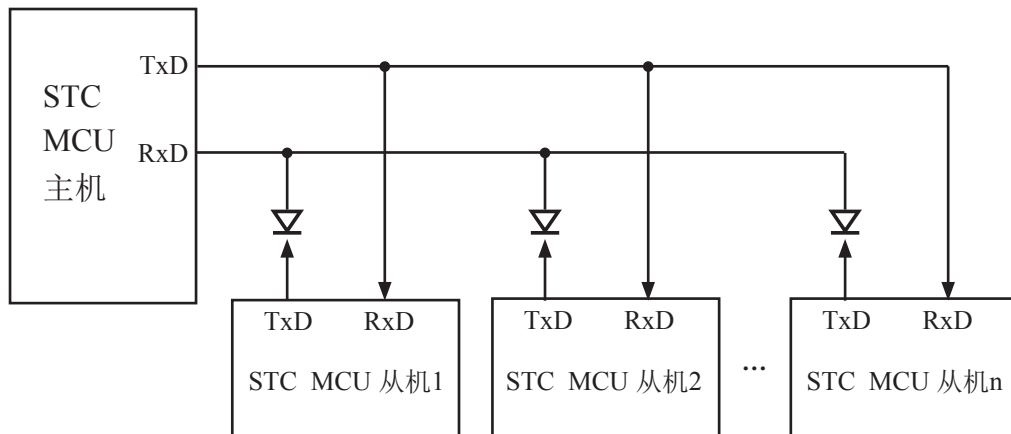 TxD
STC
MCU
RxD
主机
TxD RxD
TxD RxD
TxD RxD
STC MCU 从机1
STC MCU 从机2
...
STC MCU 从机n